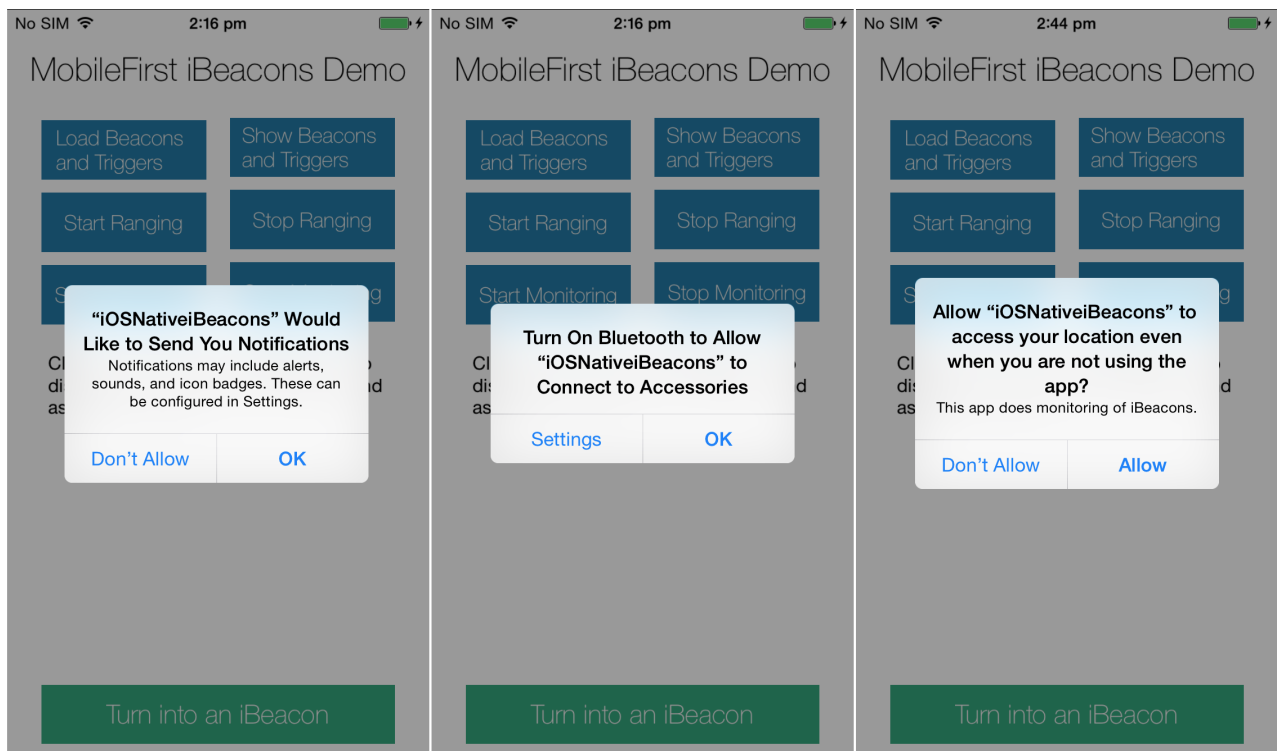 No SIM 2:16 pm
MobileFirst iBeacons Demo
Load Beacons
and Triggers
Show Beacons
and Triggers
Start Ranging
Stop Ranging
“iOSNativeiBeacons” Would
Like to Send You Notifications
Notifications may include alerts,
sounds, and icon badges. These can
be configured in Settings.
Don’t Allow
OK
Turn into an iBeacon
No SIM 2:16 pm
MobileFirst iBeacons Demo
Load Beacons
and Triggers
Show Beacons
and Triggers
Start Ranging
Stop Ranging
Start Monitoring
Stop Monitoring
Turn On Bluetooth to Allow
“iOSNativeiBeacons” to
Connect to Accessories
Settings
OK
Turn into an iBeacon
No SIM 2:44 pm
MobileFirst iBeacons Demo
Load Beacons
and Triggers
Show Beacons
and Triggers
Start Ranging
Stop Ranging
Allow “iOSNativeiBeacons” to
access your location even
when you are not using the
app?
This app does monitoring of iBeacons.
Don’t Allow
Allow
Turn into an iBeacon